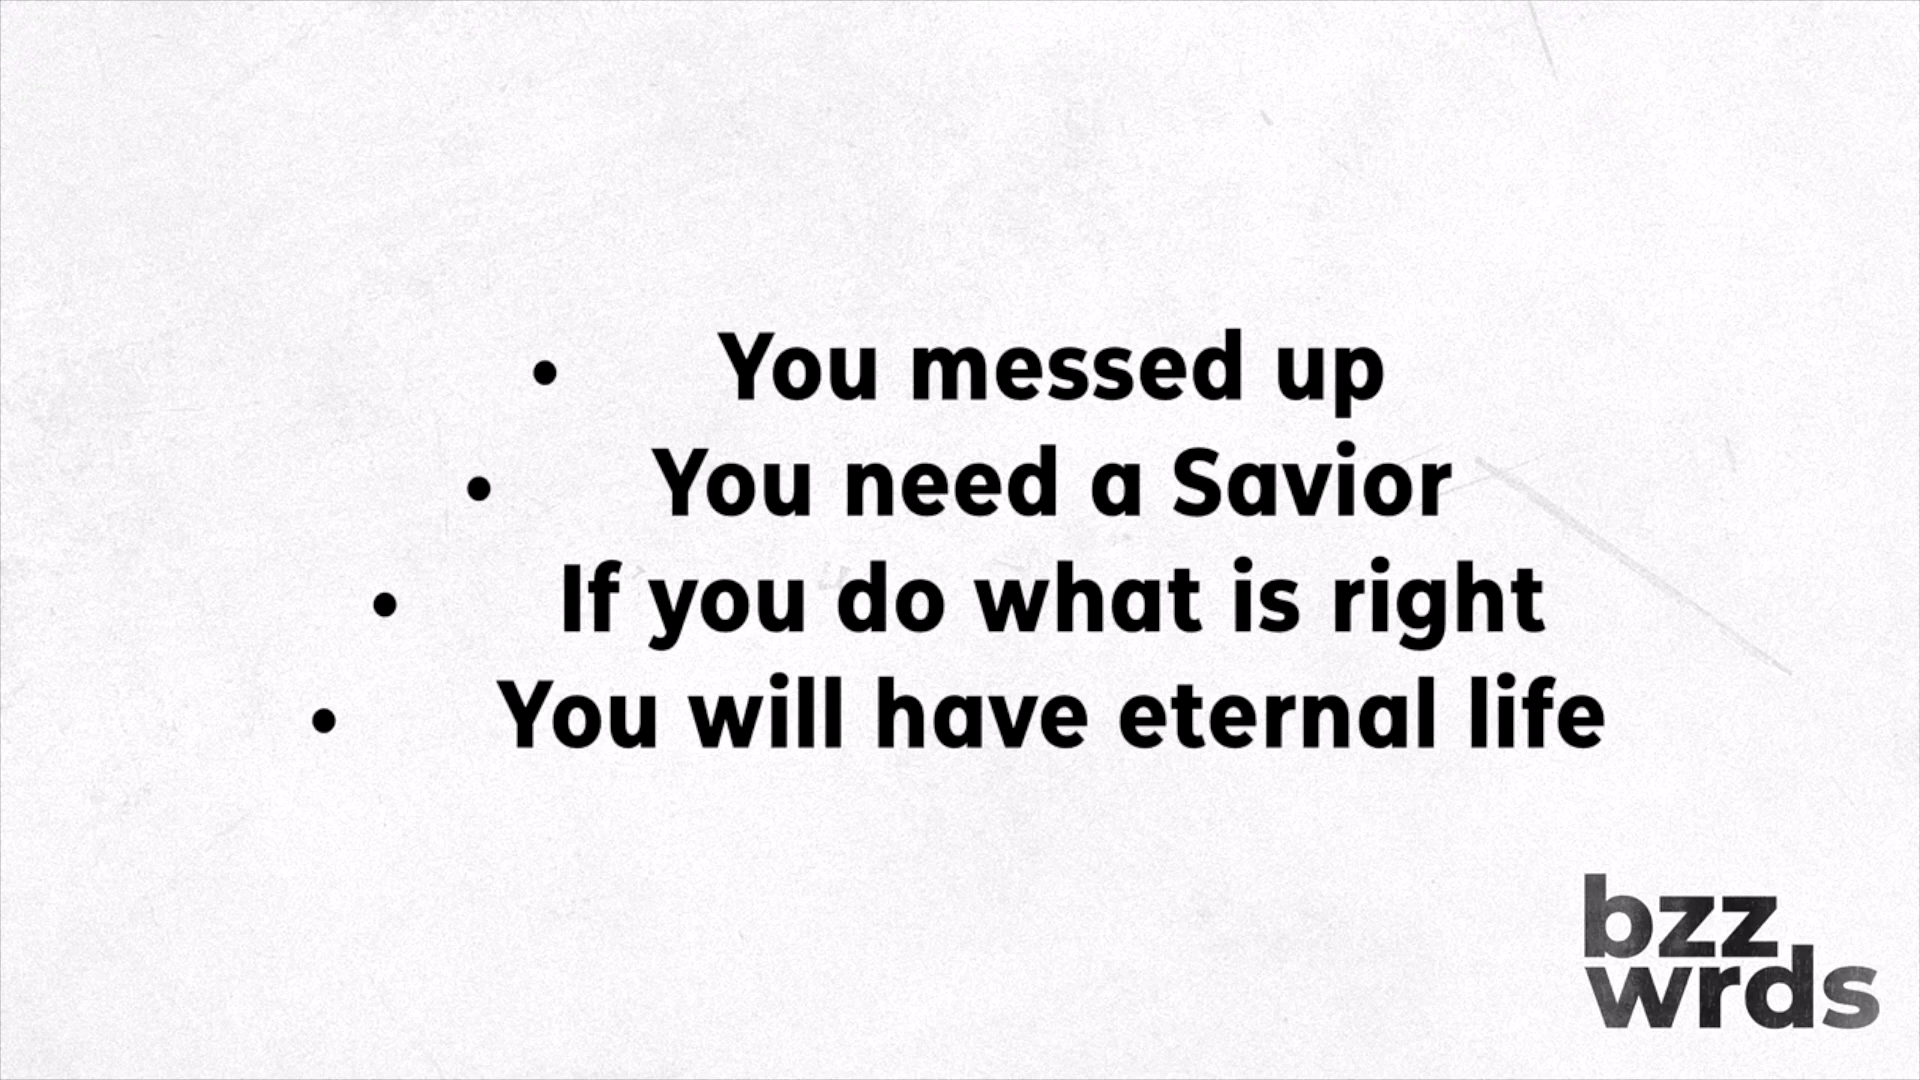 • You messed up
• You need a Savior
• If you do what is right
• You will have eternal life
bzz
wrds